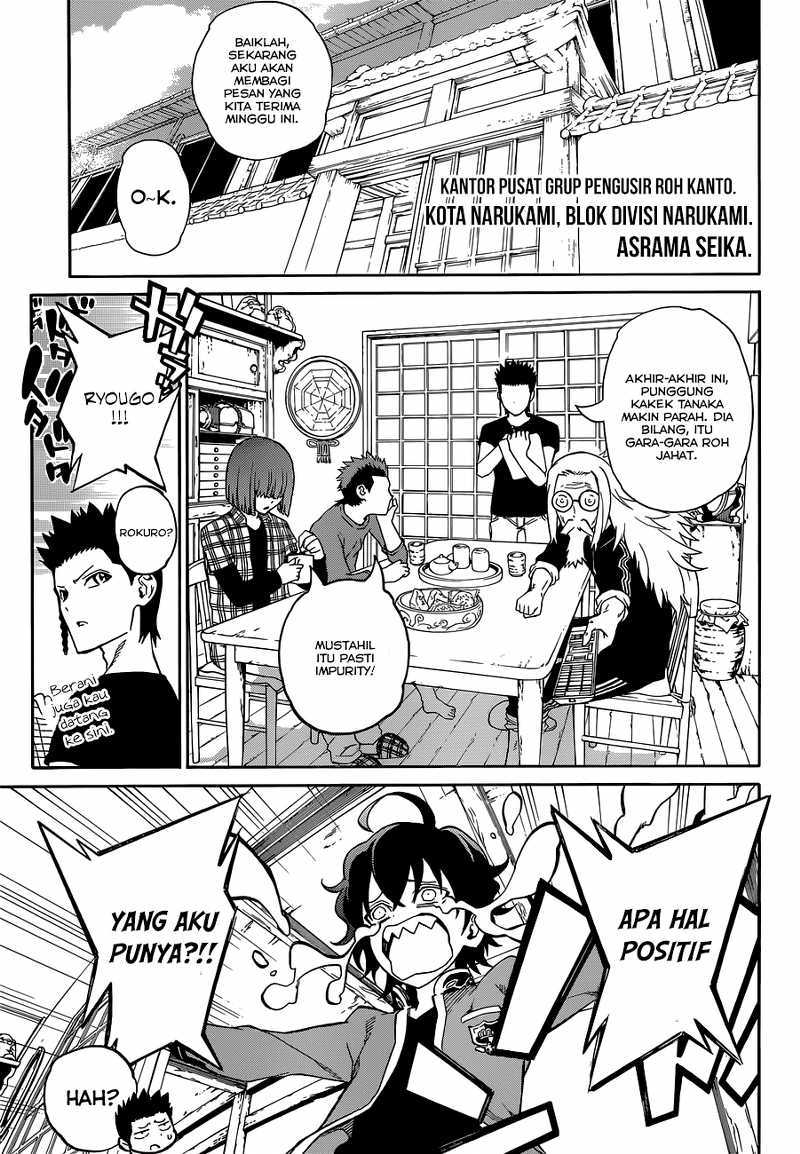 BAIKLAH,
SEKARANG
AKU AKAN
MEMBAGI
PESAN YANG
KITA TERIMA
MINGGU INI.
O~K.
KANTOR PUSAT GRUP PENGUSIR ROH KANTO.
KOTA NARUKAMI, BLOK DIVISI NARUKAMI.
ASRAMA SEIKA.
AKHIR-AKHIR INI,
PUNGGUNG
KAKEK TANAKA
MAKIN PARAH. DIA
BILANG, ITU
GARA-GARA ROH
JAHAT.
MUSTAHIL
ITU PASTI
IMPURITY!
RYOUGO
!!!
ROKURO?
Berani
juga kau
datang
ke sini.
APA HAL
POSITIF
YANG AKU
PUNYA?!!
HAH?